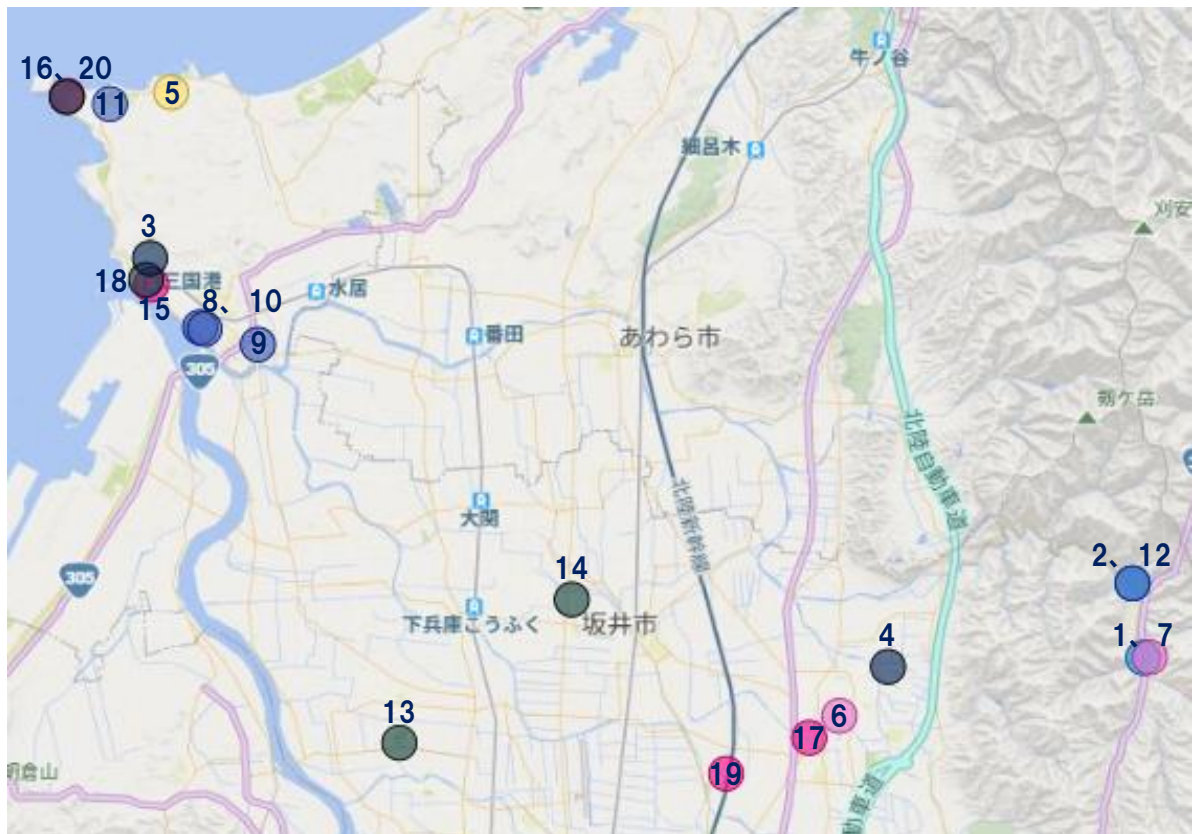 牛ノ谷
16、20
11
5
細呂木
刈安
3
18
三国港
15
水居
8、10
9
番田
あわら市
305
剱ケ岳
北陸自動車道
北陸新幹線
大関
305
2、12
14
下兵庫こうふく
坂井市
4
1、7
13
6
17
19
朝倉山
動車道